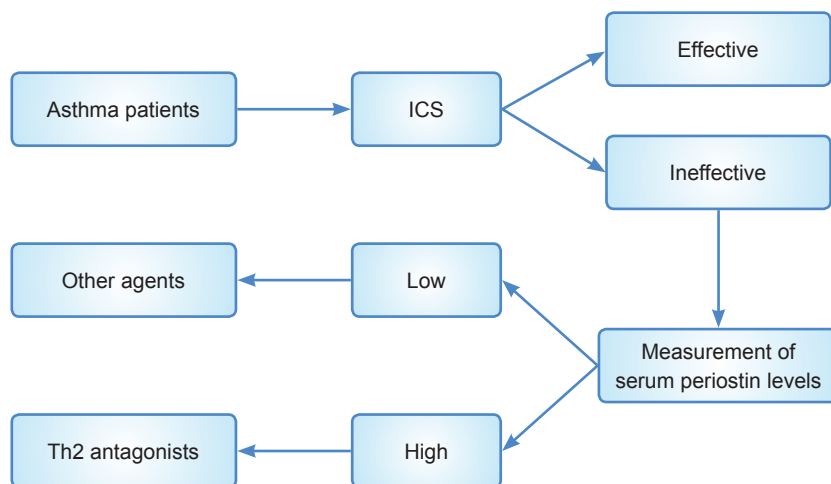 Effective
Asthma patients
ICS
Ineffective
Other agents
Low
Measurement of
serum periostin levels
Th2 antagonists
High